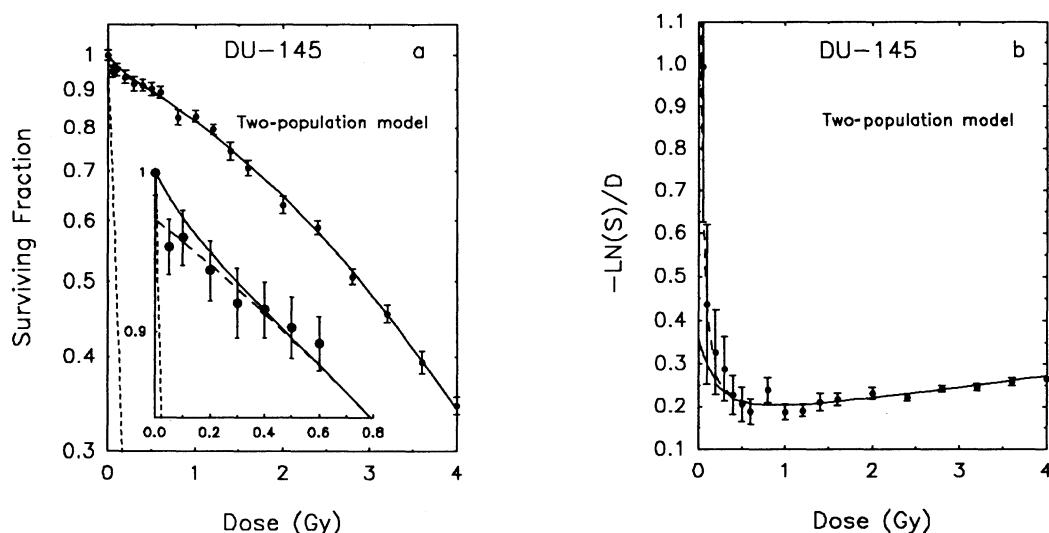 DU-145
a
1
0.9
0.8
0.7
0.6
0.5
0.4
0.3
Surviving Fraction
Two-population model
1
0.9
0.0 0.2 0.4 0.6 0.8
0 1 2 3 4
Dose (Gy)
DU-145
b
1.1
1.0
0.9
0.8
0.7
0.6
0.5
0.4
0.3
0.2
0.1
-LN(S)/D
Two-population model
0 1 2 3 4
Dose (Gy)